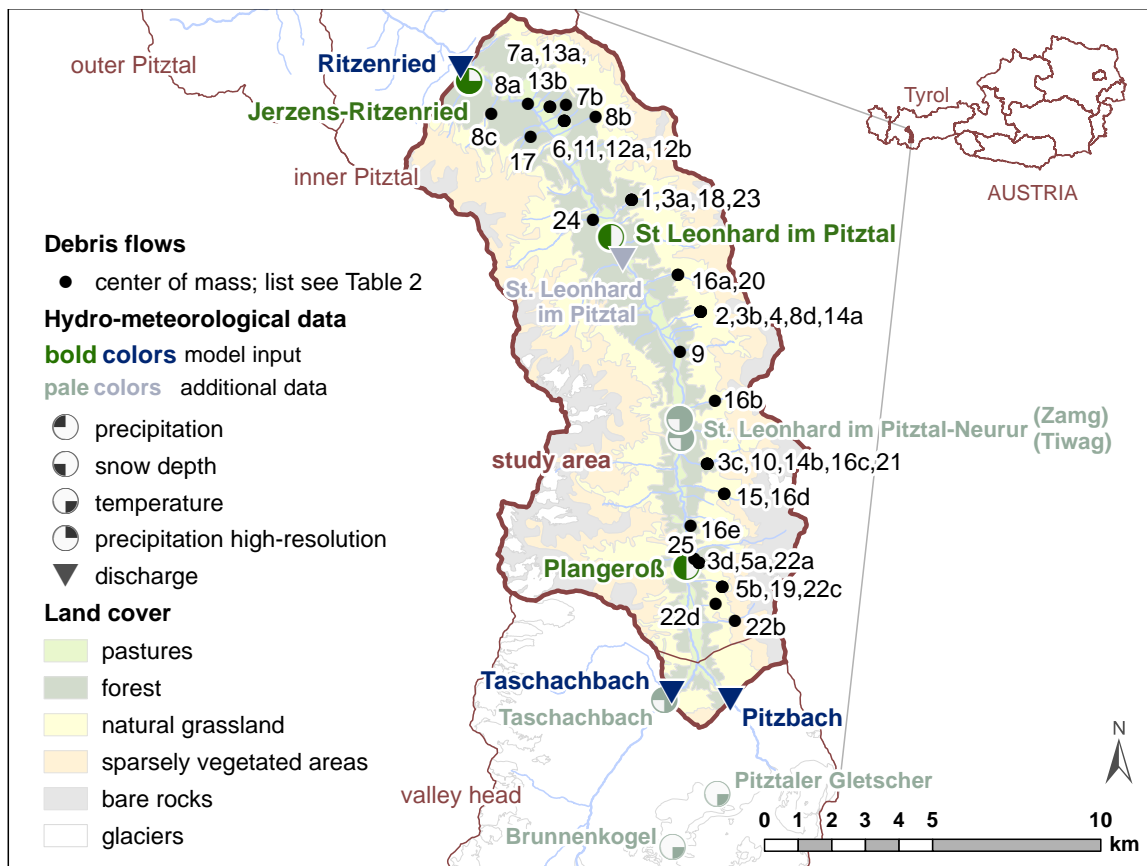 outer Pitztal
Ritzenried
7a,13a,
13b
8a
7b
Jerzens-Ritzenried
8b
8c
17
6,11,12a,12b
inner Pitztal
1,3a,18,23
24
St Leonhard im Pitztal
Tyrol
AUSTRIA
16a,20
St. Leonhard
im Pitztal
2,3b,4,8d,14a
9
16b
St. Leonhard im Pitztal-Neurur
(Zamg)
(Tiwag)
study area
3c,10,14b,16c,21
15,16d
16e
25
Plangeroß
3d,5a,22a
5b,19,22c
22d
22b
Taschachbach
Taschachbach
Pitzbach
Pitztaler Gletscher
valley head
Brunnenkogel
Debris flows
center of mass; list see Table 2
Hydro-meteorological data
bold colors model input
pale colors additional data
precipitation
snow depth
temperature
precipitation high-resolution
discharge
Land cover
pastures
forest
natural grassland
sparsely vegetated areas
bare rocks
glaciers
N
0 1 2 3 4 5 10
km